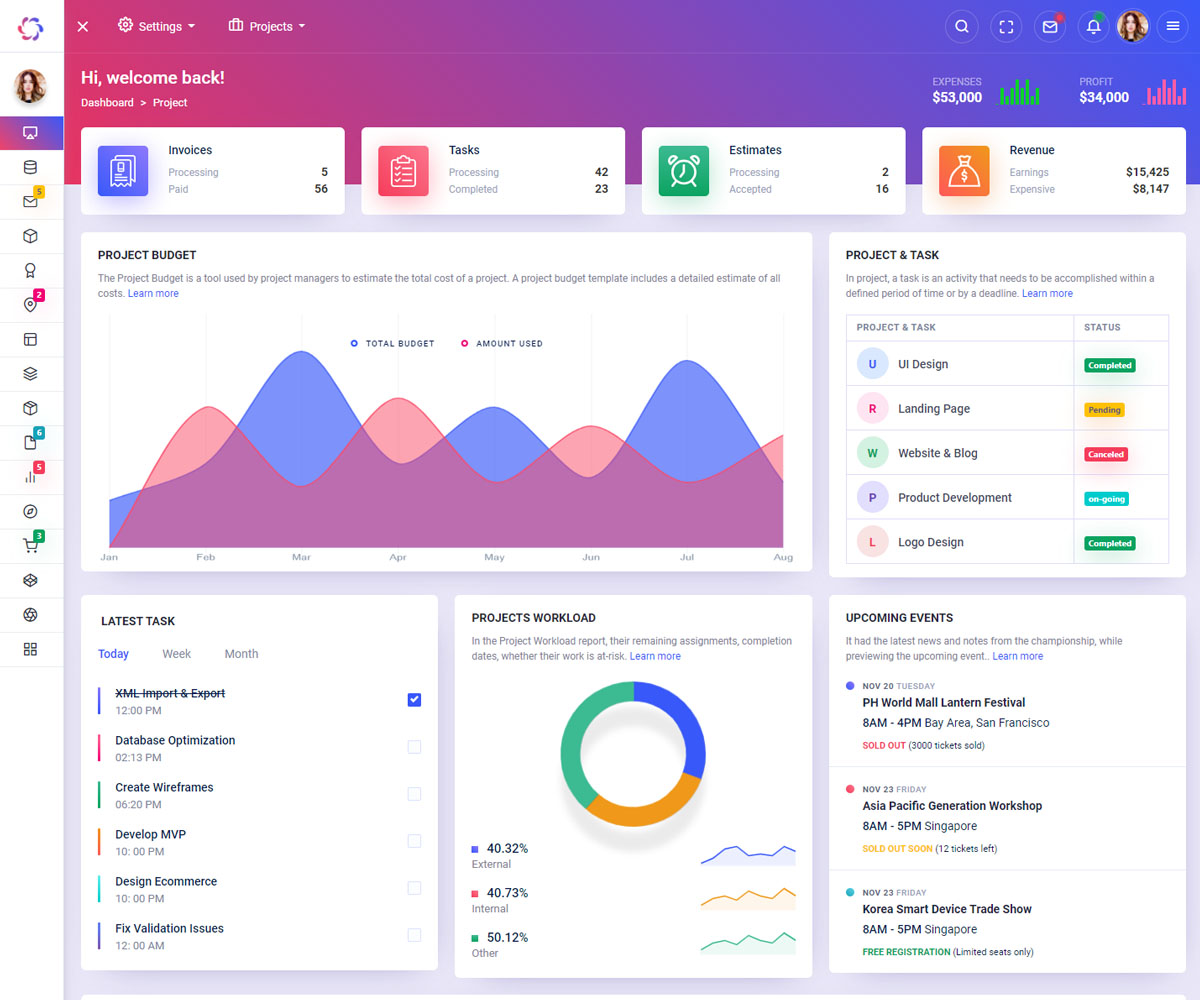 Settings
Projects
Hi, welcome back!
Dashboard > Project
EXPENSES
$53,000
PROFIT
$34,000
Invoices
Processing 5
Paid 56
Tasks
Processing 42
Completed 23
Estimates
Processing 2
Accepted 16
Revenue
Earnings $15,425
Expensive $8,147
5
2
6
5
3
PROJECT BUDGET
The Project Budget is a tool used by project managers to estimate the total cost of a project. A project budget template includes a detailed estimate of all
costs. Learn more
TOTAL BUDGET AMOUNT USED
Jan Feb Mar Apr May Jun Jul Aug
PROJECT & TASK
In project, a task is an activity that needs to be accomplished within a
defined period of time or by a deadline. Learn more
PROJECT & TASK STATUS
U UI Design Completed
R Landing Page Pending
W Website & Blog Canceled
P Product Development on-going
L Logo Design Completed
LATEST TASK
Today Week Month
XML Import & Export
12:00 PM
Database Optimization
02:13 PM
Create Wireframes
06:20 PM
Develop MVP
10: 00 PM
Design Ecommerce
10: 00 PM
Fix Validation Issues
12: 00 AM
PROJECTS WORKLOAD
In the Project Workload report, their remaining assignments, completion
dates, whether their work is at-risk. Learn more
40.32%
External
40.73%
Internal
50.12%
Other
UPCOMING EVENTS
It had the latest news and notes from the championship, while
previewing the upcoming event.. Learn more
NOV 20 TUESDAY
PH World Mall Lantern Festival
8AM - 4PM Bay Area, San Francisco
SOLD OUT (3000 tickets sold)
NOV 23 FRIDAY
Asia Pacific Generation Workshop
8AM - 5PM Singapore
SOLD OUT SOON (12 tickets left)
NOV 23 FRIDAY
Korea Smart Device Trade Show
8AM - 5PM Singapore
FREE REGISTRATION (Limited seats only)